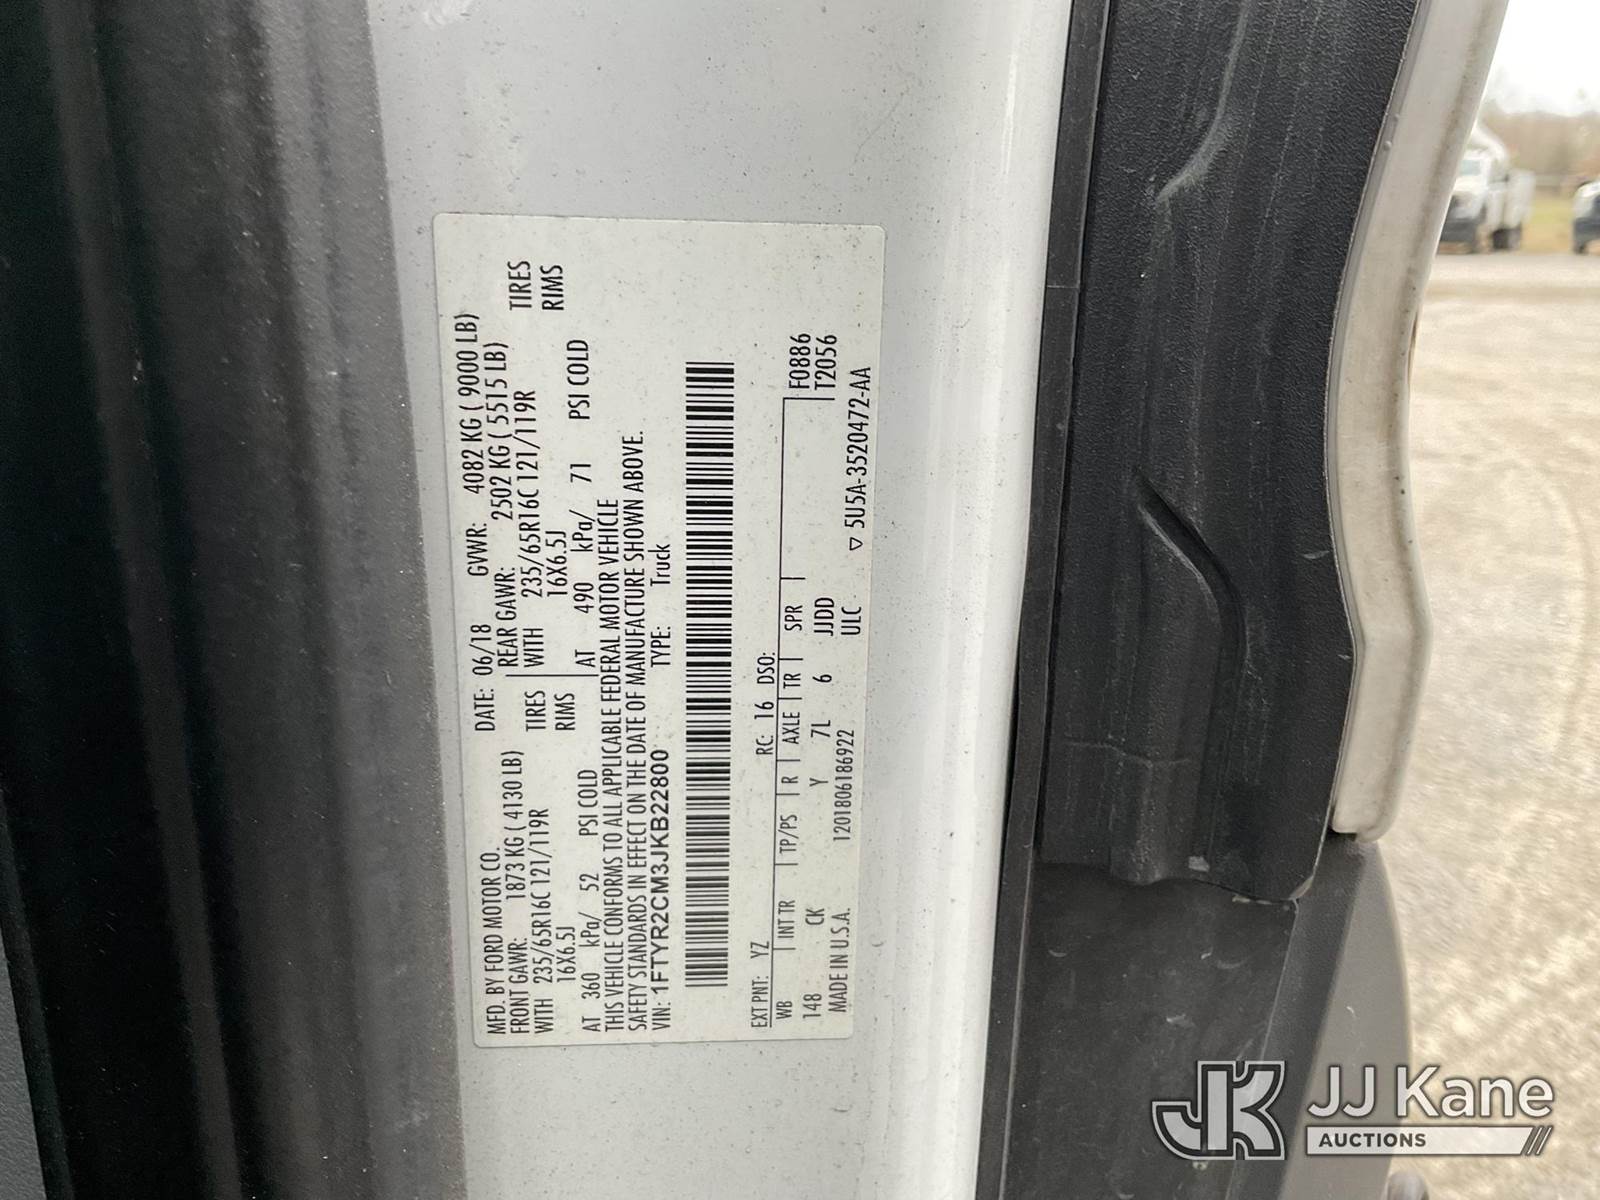 MFD. BY FORD MOTOR CO. DATE: 06/18 GVWR: 4082 KG ( 9000 LB)
FRONT GAWR: 1873 KG ( 4130 LB) REAR GAWR: 2502 KG ( 5515 LB)
WITH 235/65R16C 121/119R TIRES WITH 235/65R16C 121/119R TIRES
16X6.5J RIMS 16X6.5J RIMS
AT 360 kPa/ 52 PSI COLD AT 490 kPa/ 71 PSI COLD
THIS VEHICLE CONFORMS TO ALL APPLICABLE FEDERAL MOTOR VEHICLE
SAFETY STANDARDS IN EFFECT ON THE DATE OF MANUFACTURE SHOWN ABOVE.
VIN: 1FTYR2CM3JKB22800 TYPE: Truck
EXT PNT: YZ RC: 16 DSO:
WB INT TR TP/PS R AXLE TR SPR F0886
148 CK Y 7L 6 JJDD T2056
MADE IN U.S.A. 1201806186922 ULC ▽ 5U5A-3520472-AA
JK JJ Kane
AUCTIONS